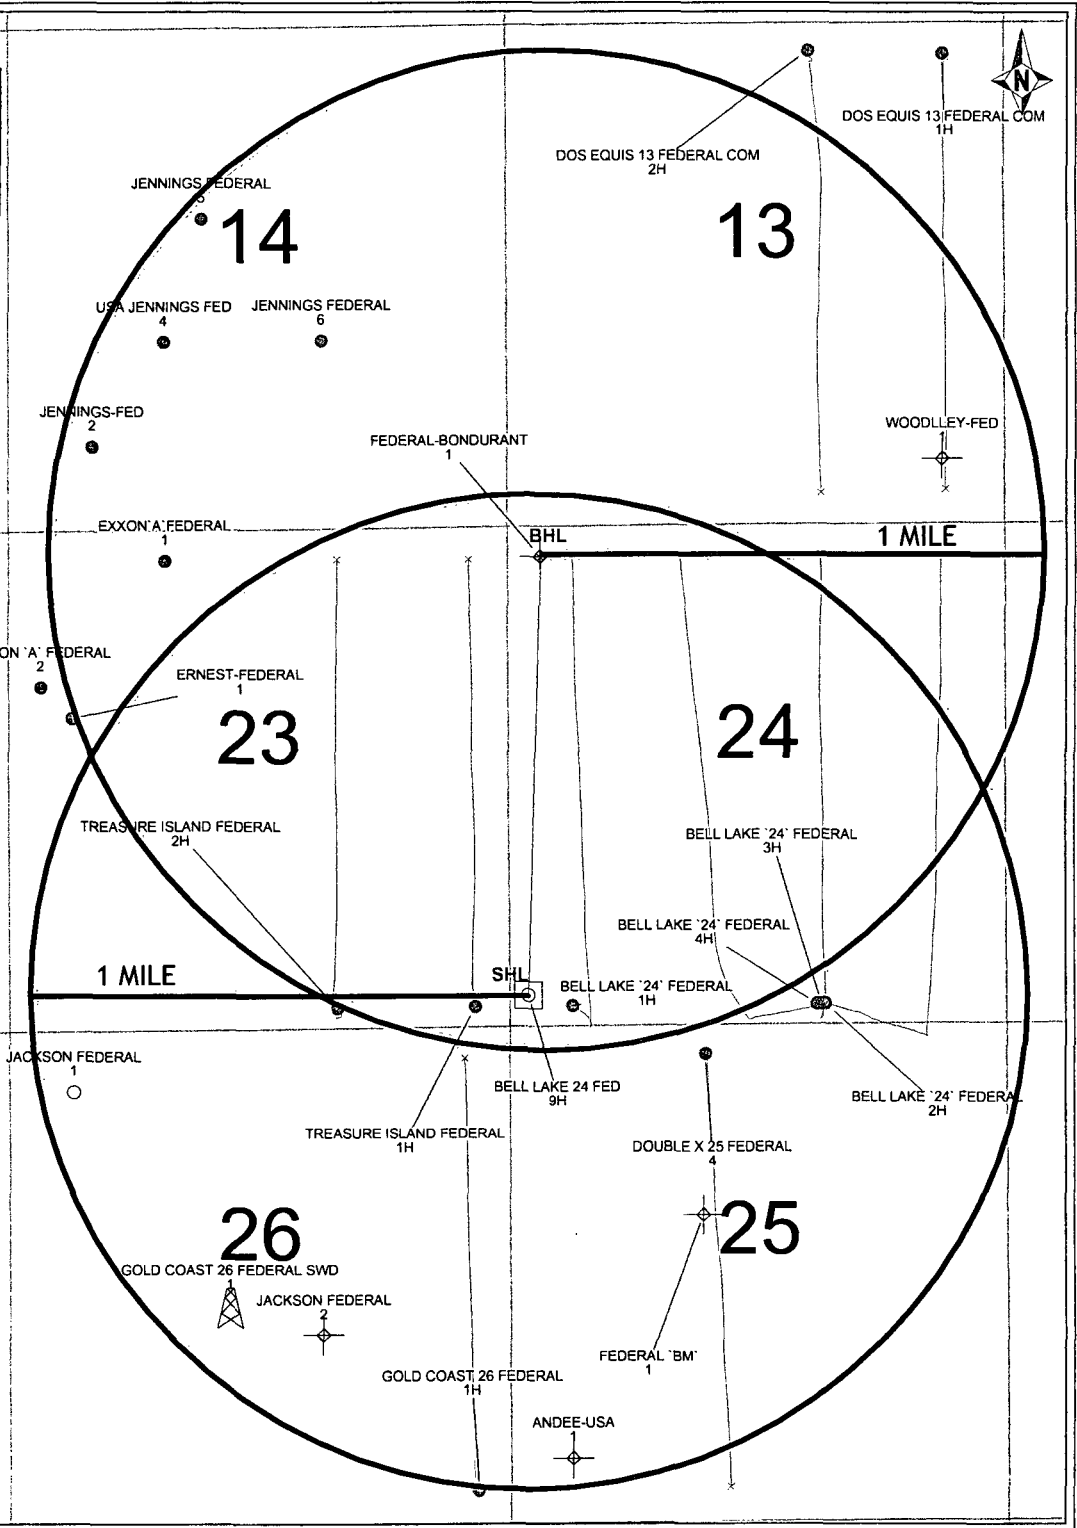 N
DOS EQUIS 13 FEDERAL COM
1H
DOS EQUIS 13 FEDERAL COM
2H
JENNINGS FEDERAL
14
13
USA JENNINGS FED
4
JENNINGS FEDERAL
6
JENNINGS-FED
2
WOODLLEY-FED
1
FEDERAL-BONDURANT
1
EXXON`A`FEDERAL
1
BHL
1 MILE
ON `A` FEDERAL
2
ERNEST-FEDERAL
1
23
24
TREASURE ISLAND FEDERAL
2H
BELL LAKE `24` FEDERAL
3H
BELL LAKE `24` FEDERAL
4H
1 MILE
SHL
BELL LAKE `24` FEDERAL
1H
JACKSON FEDERAL
1
BELL LAKE 24 FED
9H
BELL LAKE `24` FEDERAL
2H
TREASURE ISLAND FEDERAL
1H
DOUBLE X 25 FEDERAL
4
26
25
GOLD COAST 26 FEDERAL SWD
1
JACKSON FEDERAL
2
FEDERAL `BM`
1
GOLD COAST 26 FEDERAL
1H
ANDEE-USA
1